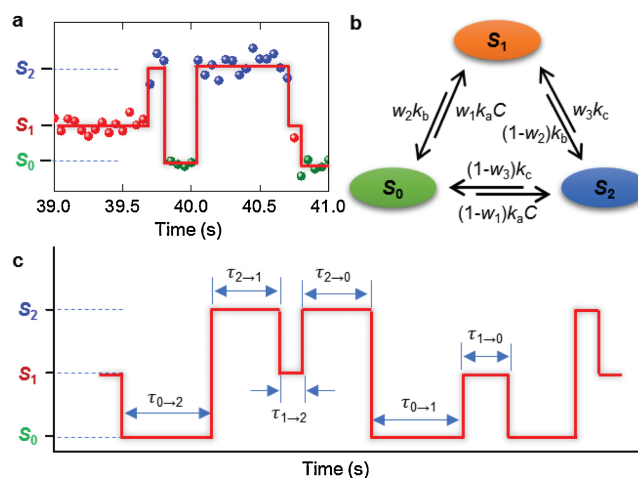 a
S2
S1
S0
39.0 39.5 40.0 40.5 41.0
Time (s)
b
S1
w2kb
w1kaC
w3kc
(1-w2)kb
(1-w3)kc
S0
S2
(1-w1)kaC
c
S2
S1
S0
τ2→1
τ2→0
τ1→0
τ0→2
τ1→2
τ0→1
Time (s)